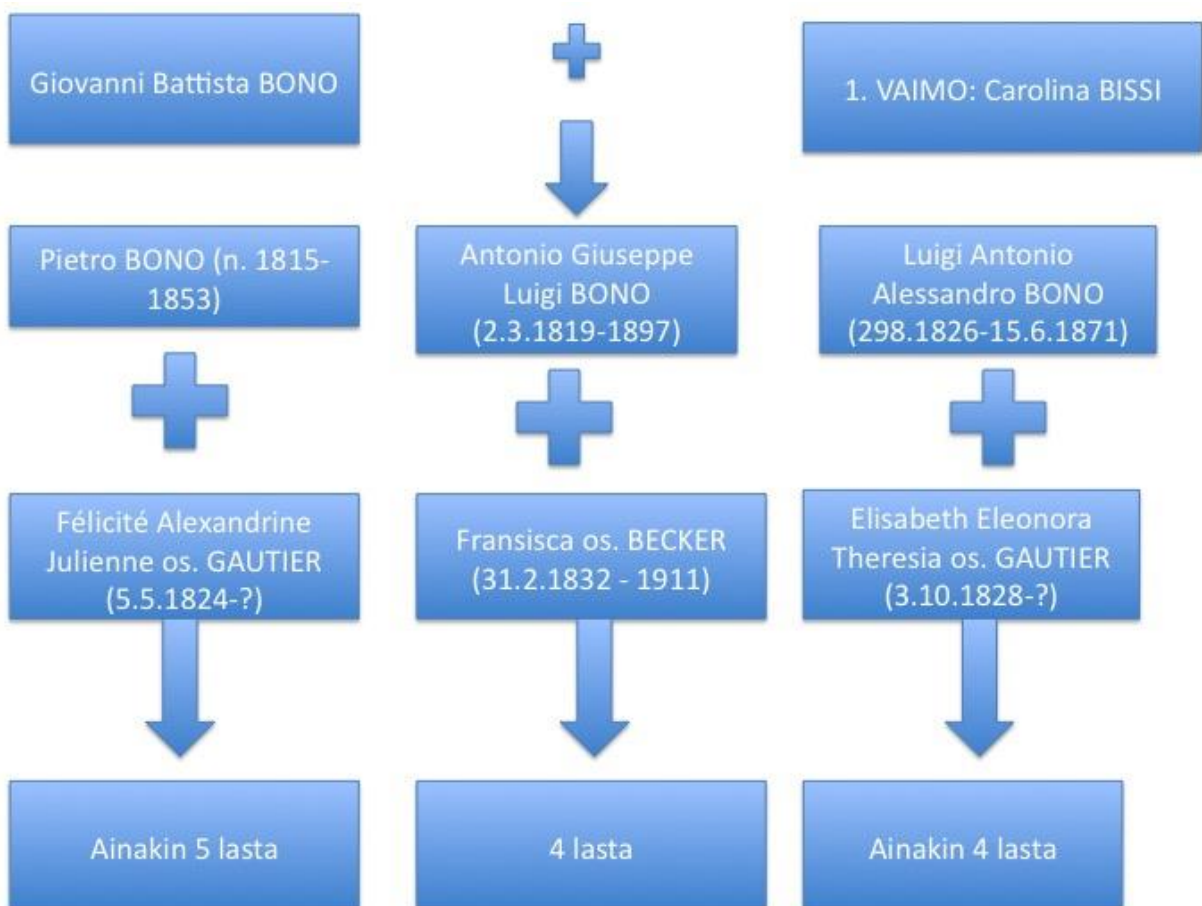 Giovanni Battista BONO
1. VAIMO: Carolina BISSI
Pietro BONO (n. 1815-
1853)
Antonio Giuseppe
Luigi BONO
(2.3.1819-1897)
Luigi Antonio
Alessandro BONO
(298.1826-15.6.1871)
Félicité Alexandrine
Julienne os. GAUTIER
(5.5.1824-?)
Fransisca os. BECKER
(31.2.1832 - 1911)
Elisabeth Eleonora
Theresia os. GAUTIER
(3.10.1828-?)
Ainakin 5 lasta
4 lasta
Ainakin 4 lasta